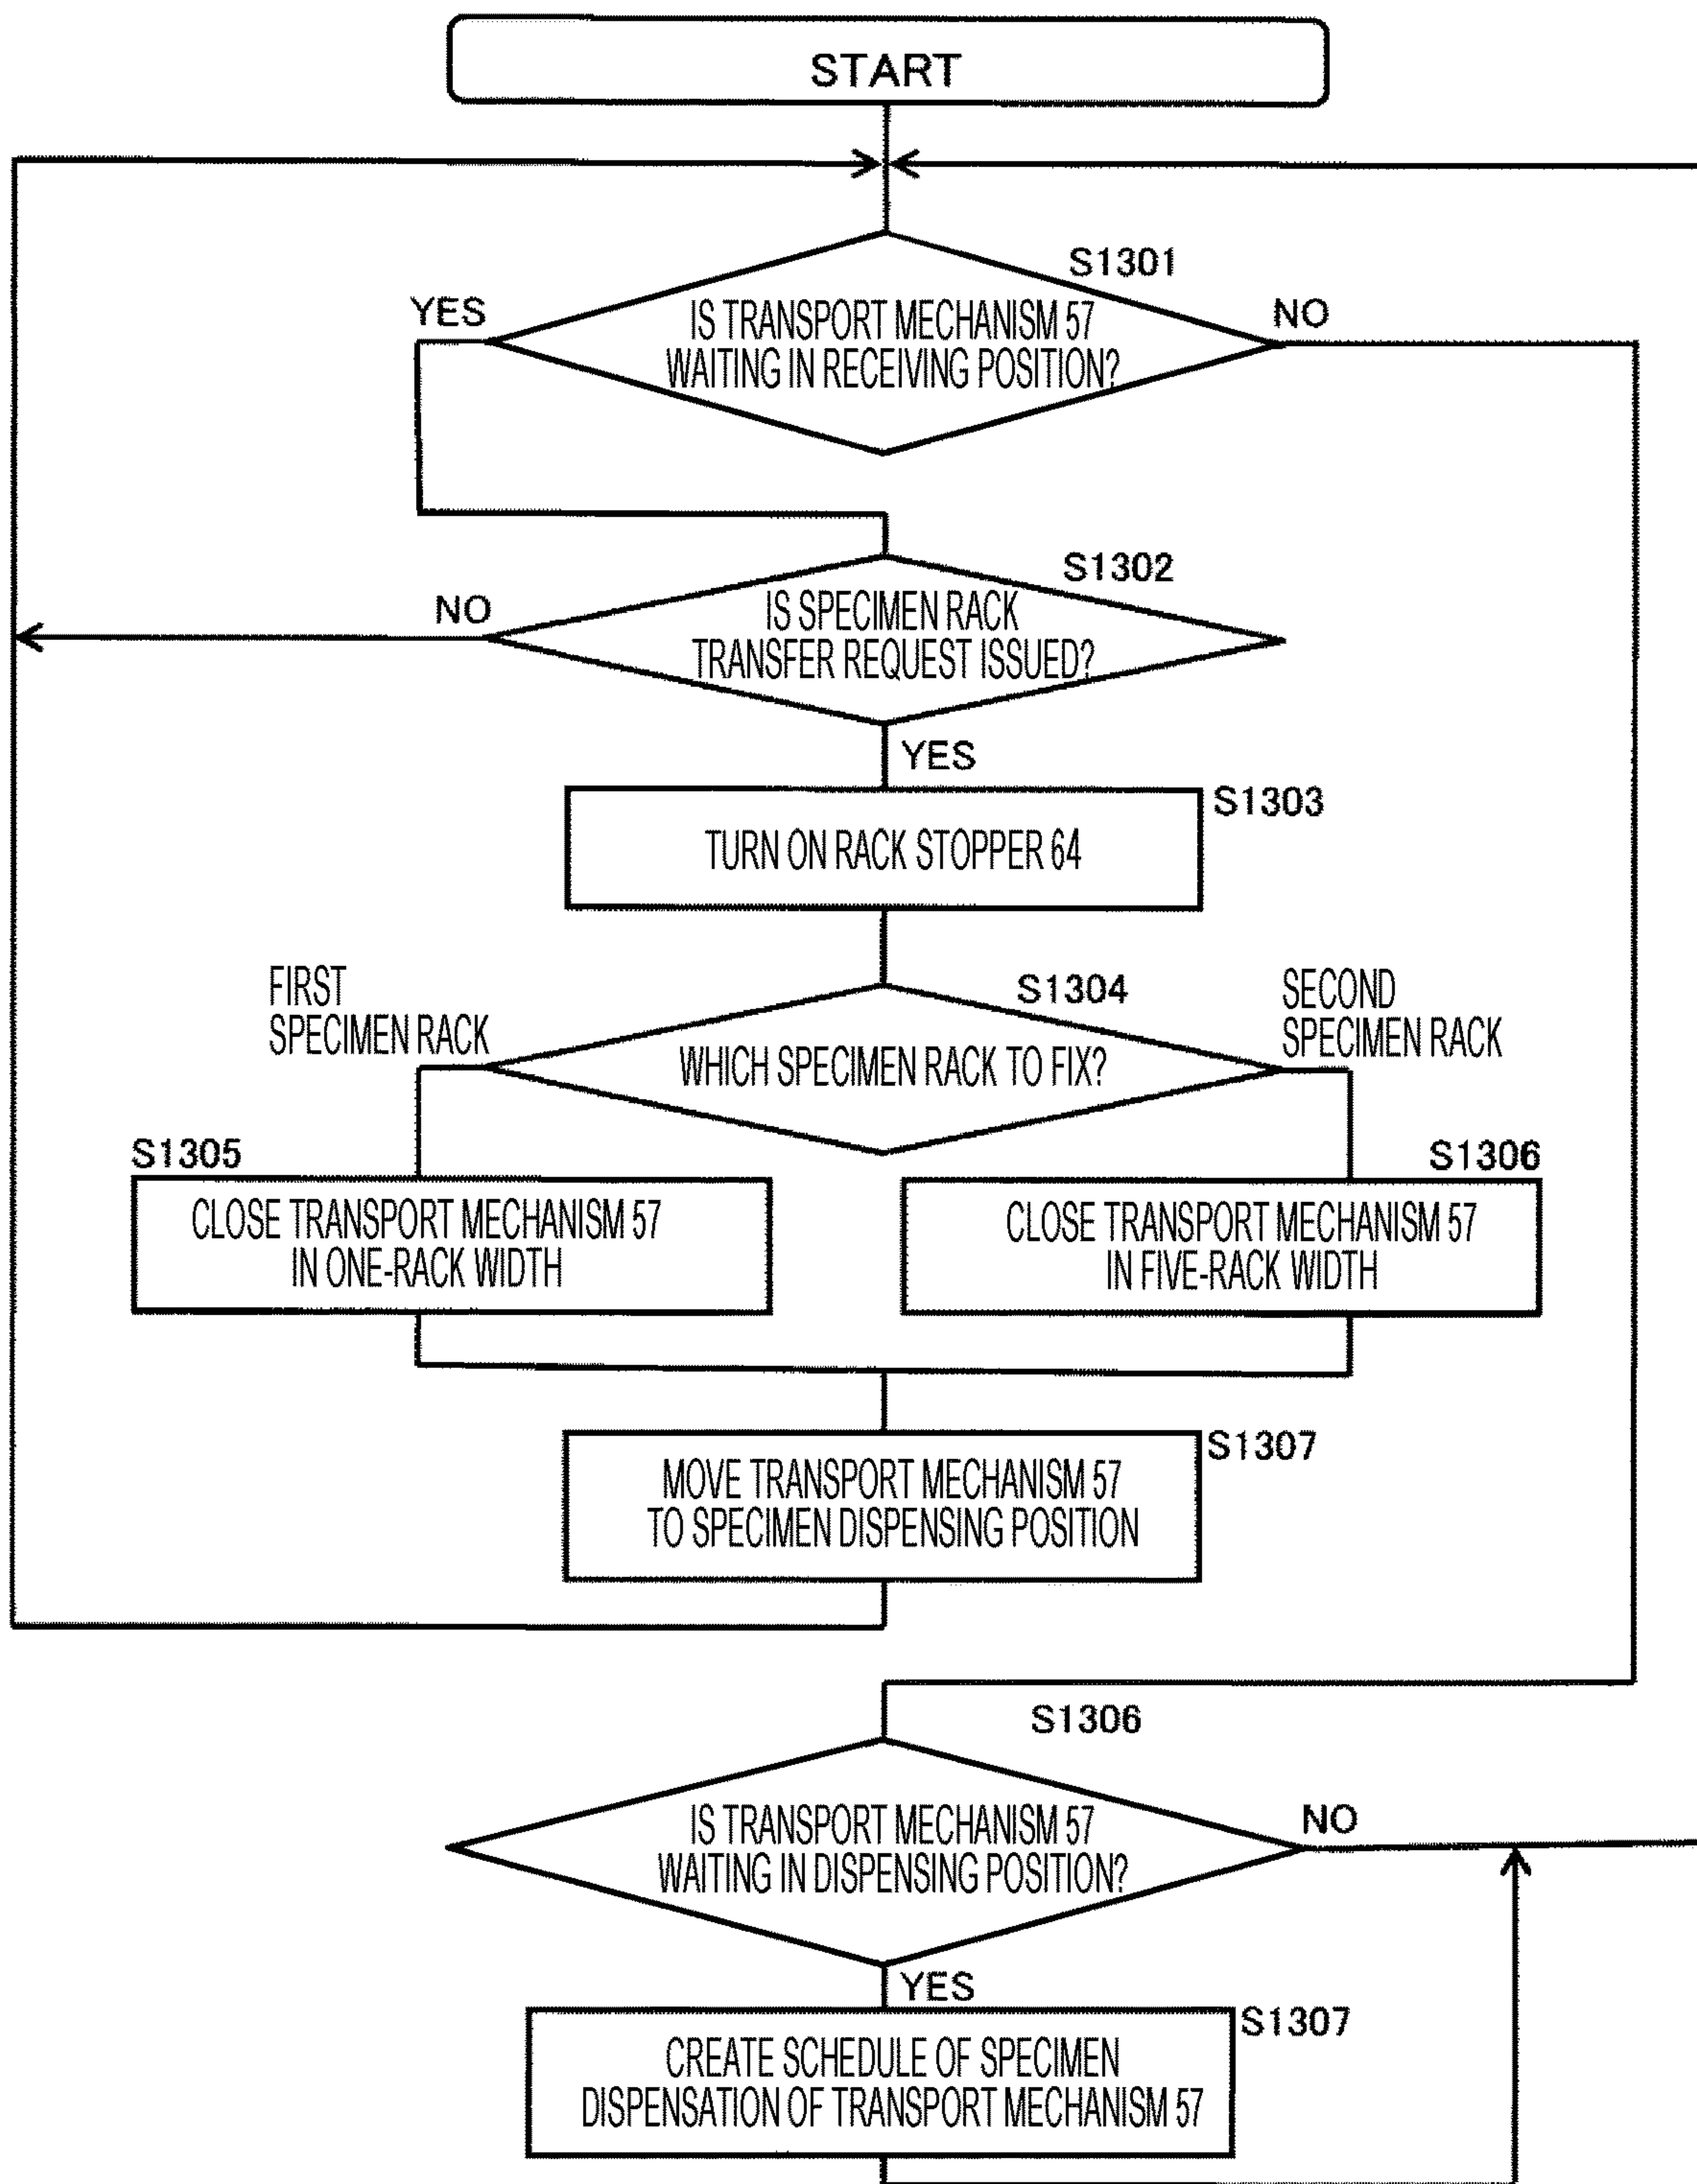 START
S1301
YES
IS TRANSPORT MECHANISM 57
WAITING IN RECEIVING POSITION?
NO
S1302
NO
IS SPECIMEN RACK
TRANSFER REQUEST ISSUED?
YES
S1303
TURN ON RACK STOPPER 64
FIRST
SPECIMEN RACK
S1304
WHICH SPECIMEN RACK TO FIX?
SECOND
SPECIMEN RACK
S1305
CLOSE TRANSPORT MECHANISM 57
IN ONE-RACK WIDTH
S1306
CLOSE TRANSPORT MECHANISM 57
IN FIVE-RACK WIDTH
S1307
MOVE TRANSPORT MECHANISM 57
TO SPECIMEN DISPENSING POSITION
S1306
IS TRANSPORT MECHANISM 57
WAITING IN DISPENSING POSITION?
NO
YES
S1307
CREATE SCHEDULE OF SPECIMEN
DISPENSATION OF TRANSPORT MECHANISM 57